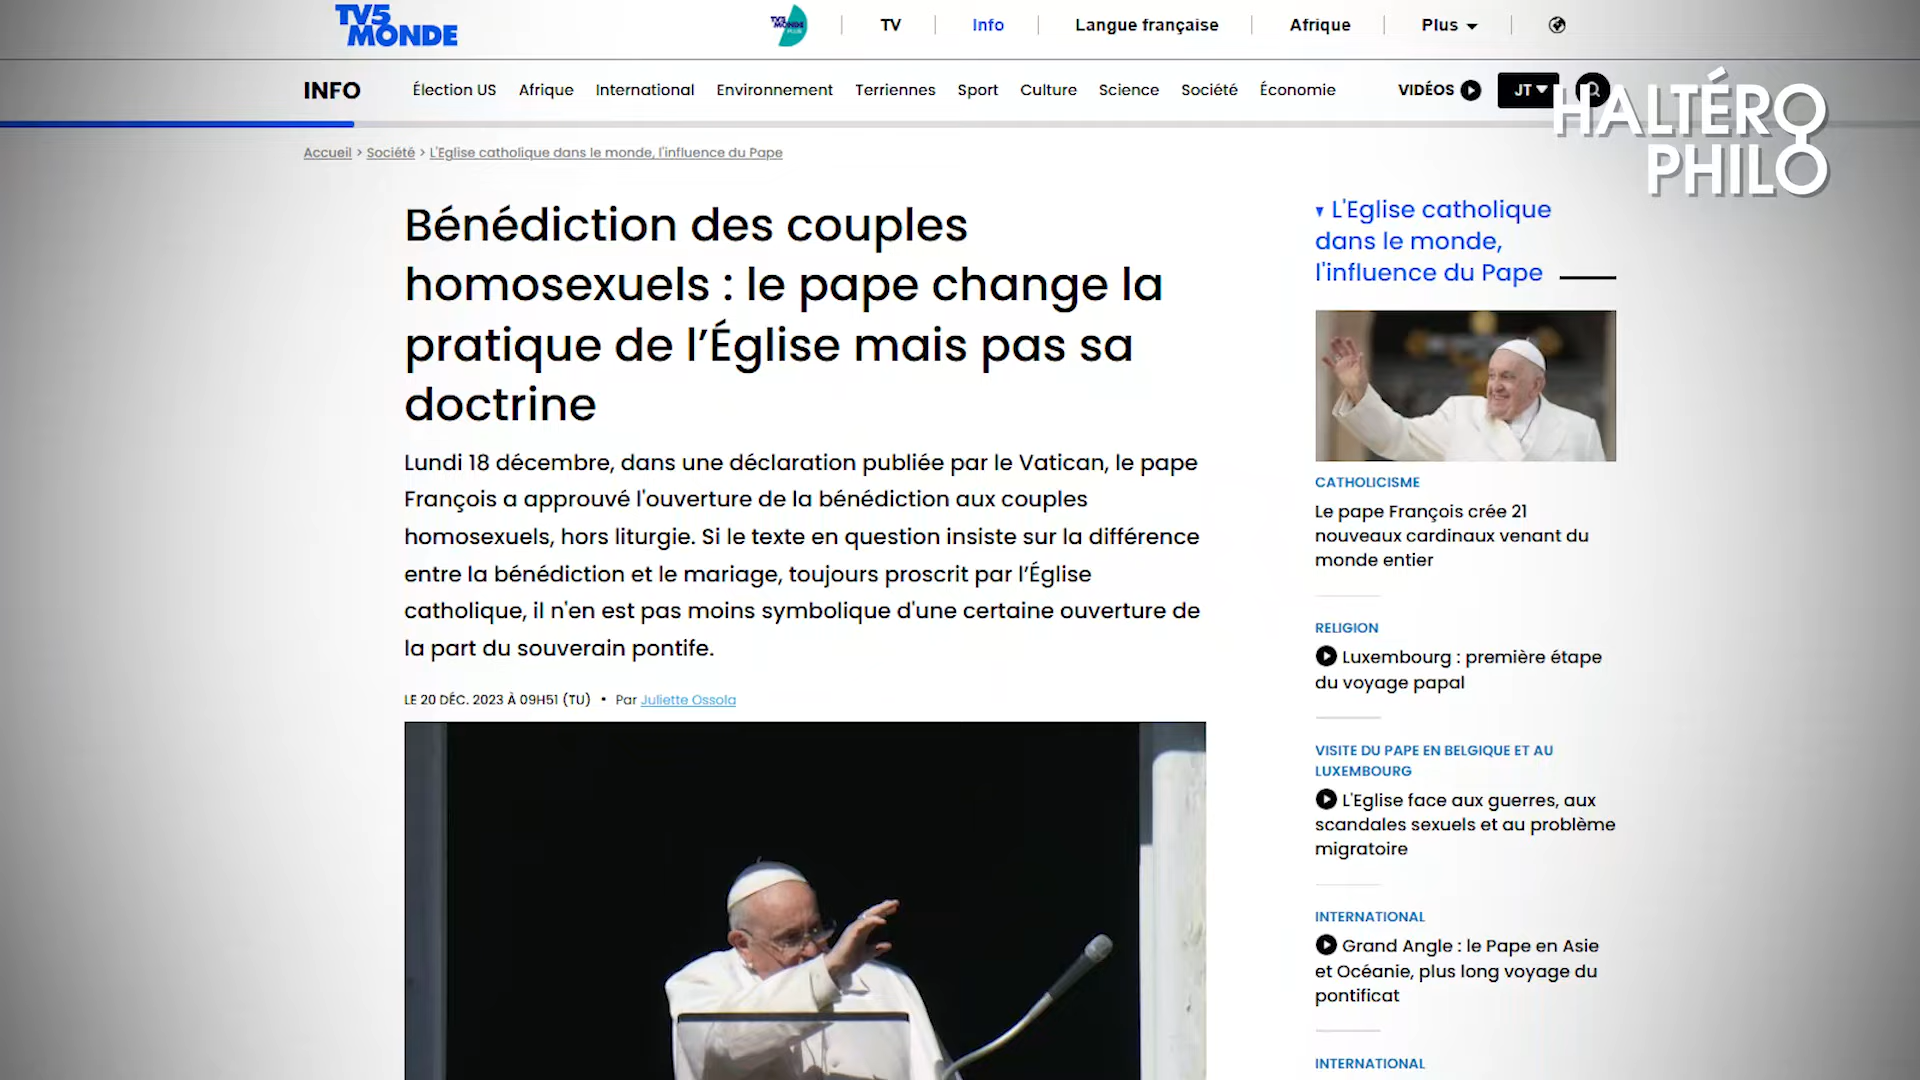 TV5
MONDE
TV5
MONDE
PLUS
TV
Info
Langue française
Afrique
Plus
INFO
Élection US
Afrique
International
Environnement
Terriennes
Sport
Culture
Science
Société
Économie
VIDÉOS
JT
HALTÉRO
PHILO
Accueil > Société > L'Eglise catholique dans le monde, l'influence du Pape
Bénédiction des couples
homosexuels : le pape change la
pratique de l’Église mais pas sa
doctrine
Lundi 18 décembre, dans une déclaration publiée par le Vatican, le pape
François a approuvé l'ouverture de la bénédiction aux couples
homosexuels, hors liturgie. Si le texte en question insiste sur la différence
entre la bénédiction et le mariage, toujours proscrit par l’Église
catholique, il n'en est pas moins symbolique d'une certaine ouverture de
la part du souverain pontife.
LE 20 DÉC. 2023 À 09H51 (TU) • Par Juliette Ossola
L'Eglise catholique
dans le monde,
l'influence du Pape
CATHOLICISME
Le pape François crée 21
nouveaux cardinaux venant du
monde entier
RELIGION
Luxembourg : première étape
du voyage papal
VISITE DU PAPE EN BELGIQUE ET AU
LUXEMBOURG
L'Eglise face aux guerres, aux
scandales sexuels et au problème
migratoire
INTERNATIONAL
Grand Angle : le Pape en Asie
et Océanie, plus long voyage du
pontificat
INTERNATIONAL